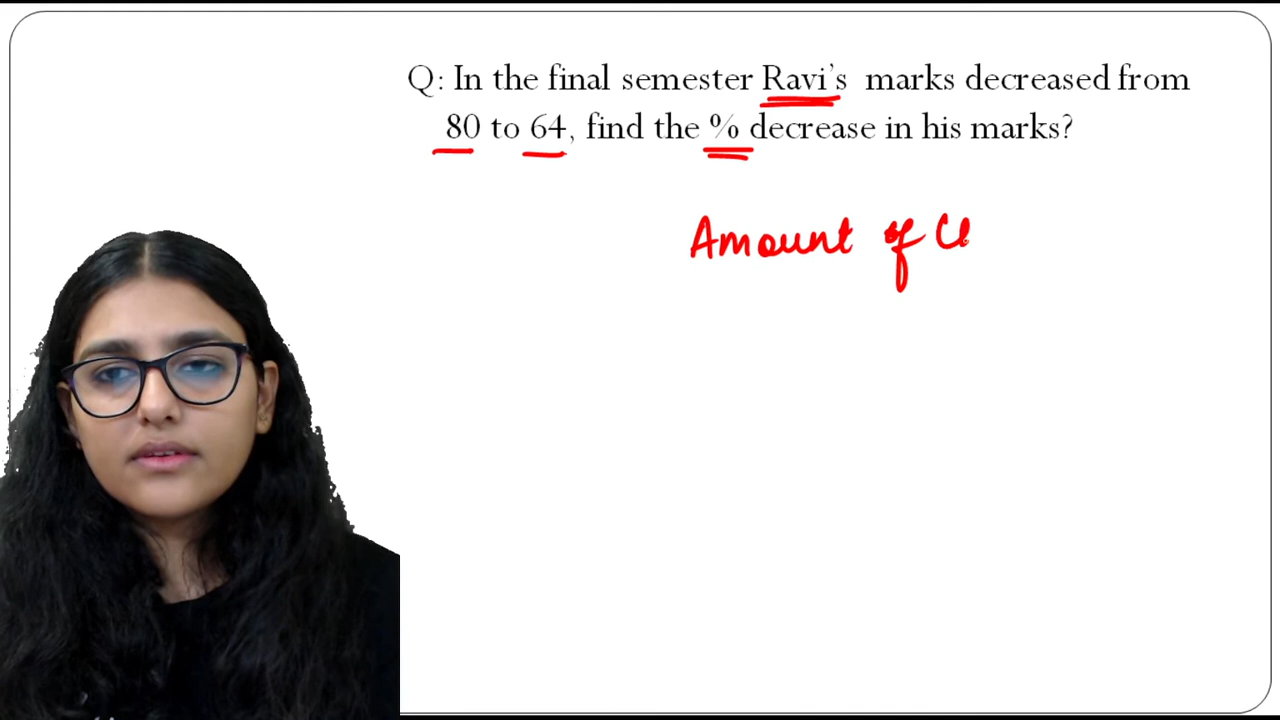 Q: In the final semester Ravi's marks decreased from
80 to 64, find the % decrease in his marks?
Amount of